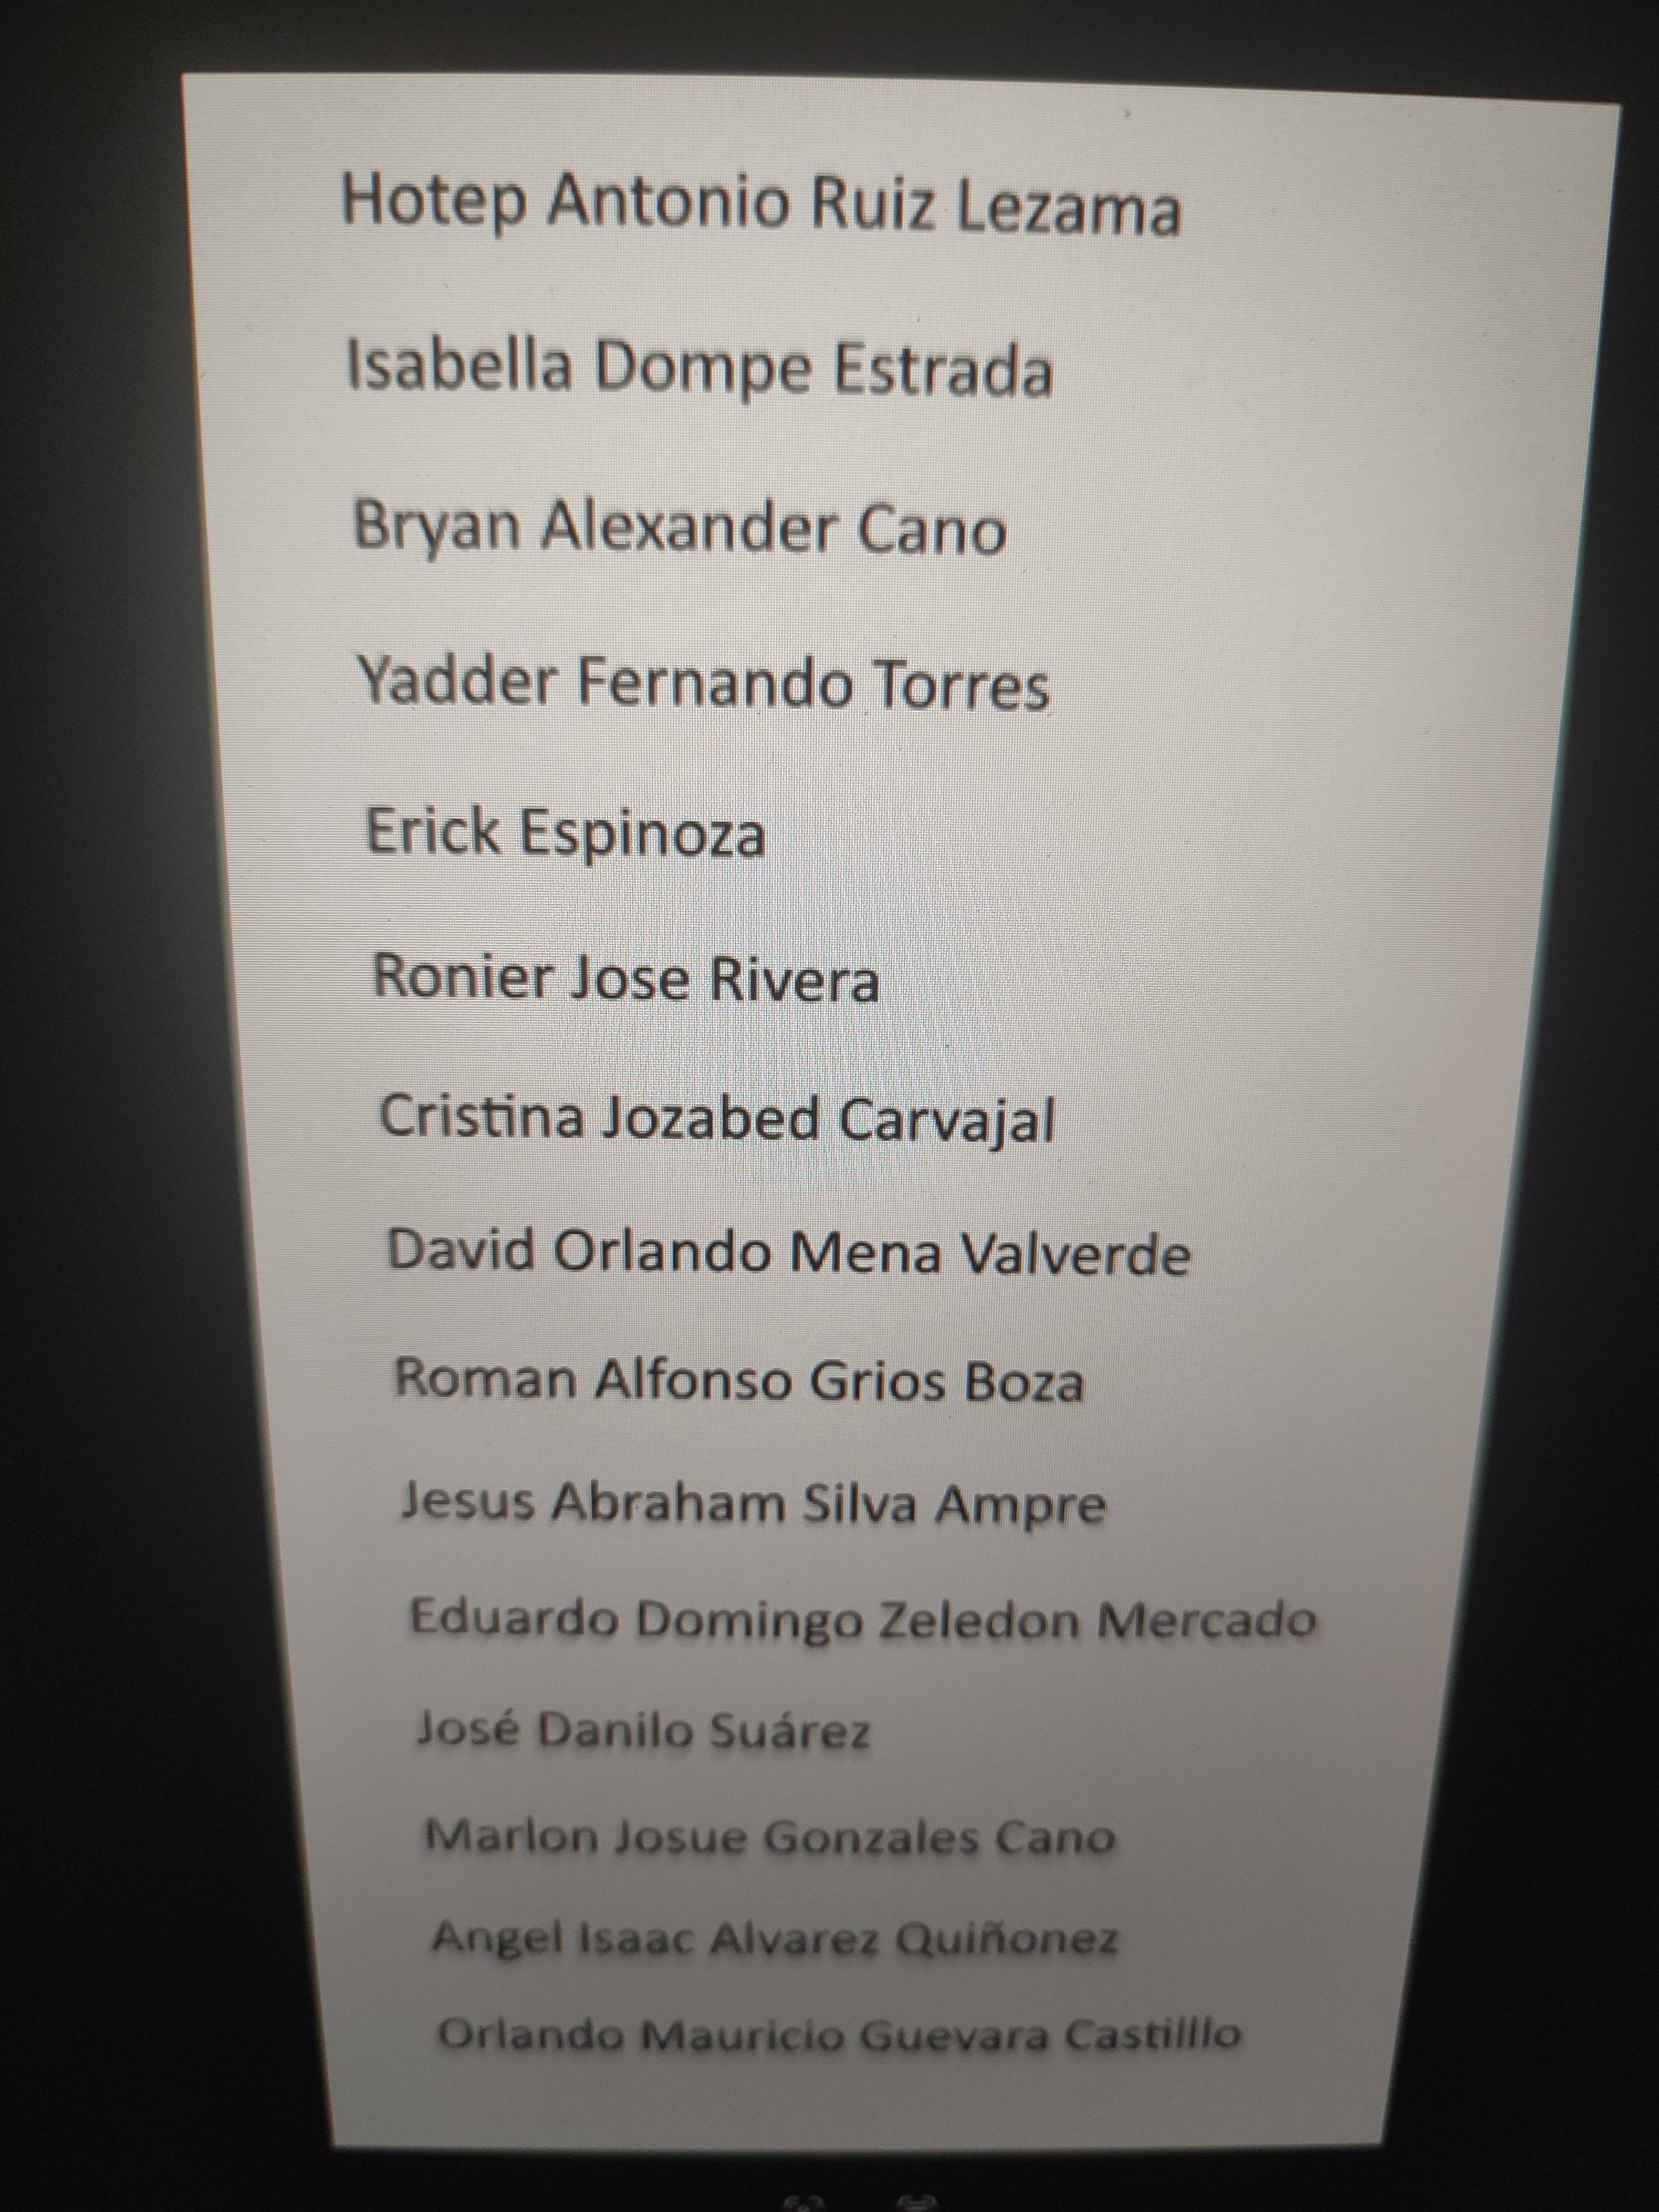 Hotep Antonio Ruiz Lezama
Isabella Dompe Estrada
Bryan Alexander Cano
Yadder Fernando Torres
Erick Espinoza
Ronier Jose Rivera
Cristina Jozabed Carvajal
David Orlando Mena Valverde
Roman Alfonso Grios Boza
Jesus Abraham Silva Ampre
Eduardo Domingo Zeledon Mercado
José Danilo Suárez
Marlon Josue Gonzales Cano
Angel Isaac Alvarez Quiñonez
Orlando Mauricio Guevara Castilllo